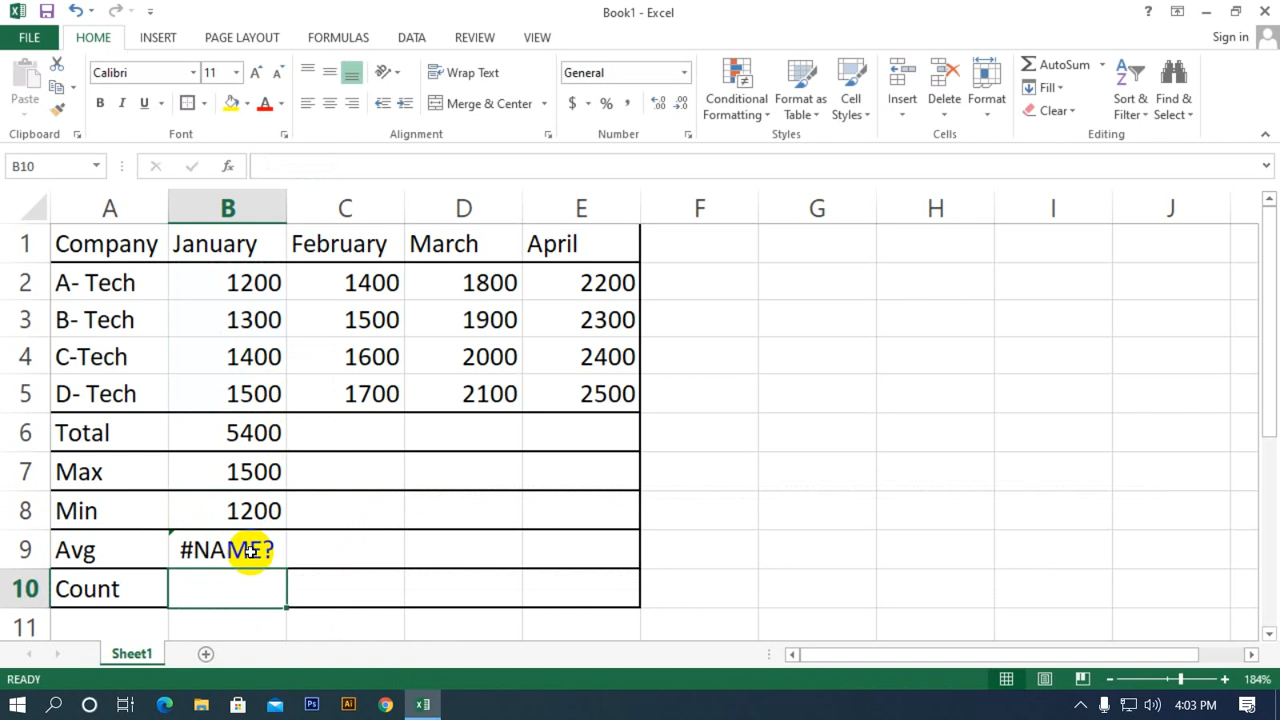 Book1 - Excel
?
FILE HOME INSERT PAGE LAYOUT FORMULAS DATA REVIEW VIEW Sign in
Paste
Calibri 11
B I U
Wrap Text
Merge & Center
General
$ % ,
Conditional Formatting
Format as Table
Cell Styles
Insert Delete Format
AutoSum
Fill
Clear
Sort & Filter
Find & Select
Clipboard Font Alignment Number Styles Cells Editing
B10 fx
A B C D E F G H I J
1 Company January February March April
2 A- Tech 1200 1400 1800 2200
3 B- Tech 1300 1500 1900 2300
4 C-Tech 1400 1600 2000 2400
5 D- Tech 1500 1700 2100 2500
6 Total 5400
7 Max 1500
8 Min 1200
9 Avg #NAME?
10 Count
11
Sheet1
READY 184%
Ps Ai 4:03 PM